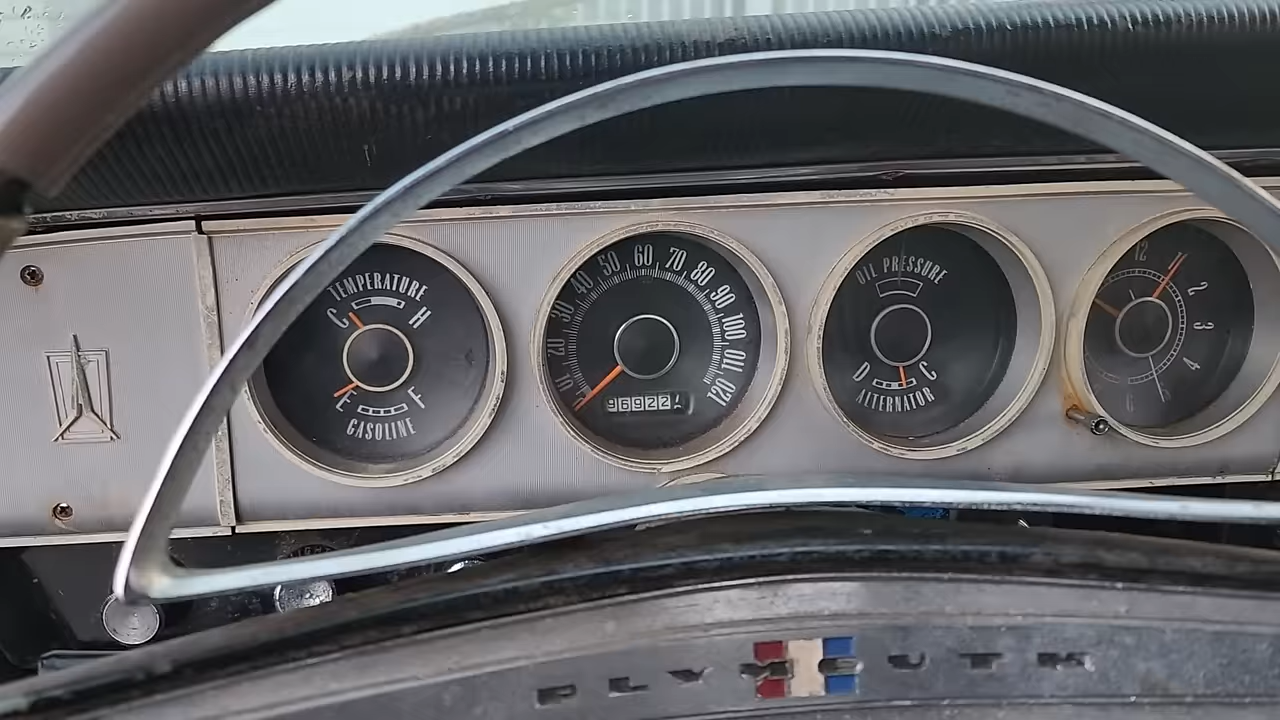 TEMPERATURE
C H
E F
GASOLINE
10 20 30 40 50 60 70 80 90 100 110 120
96922
OIL PRESSURE
D C
ALTERNATOR
12 2 3 4
PLYMOUTH